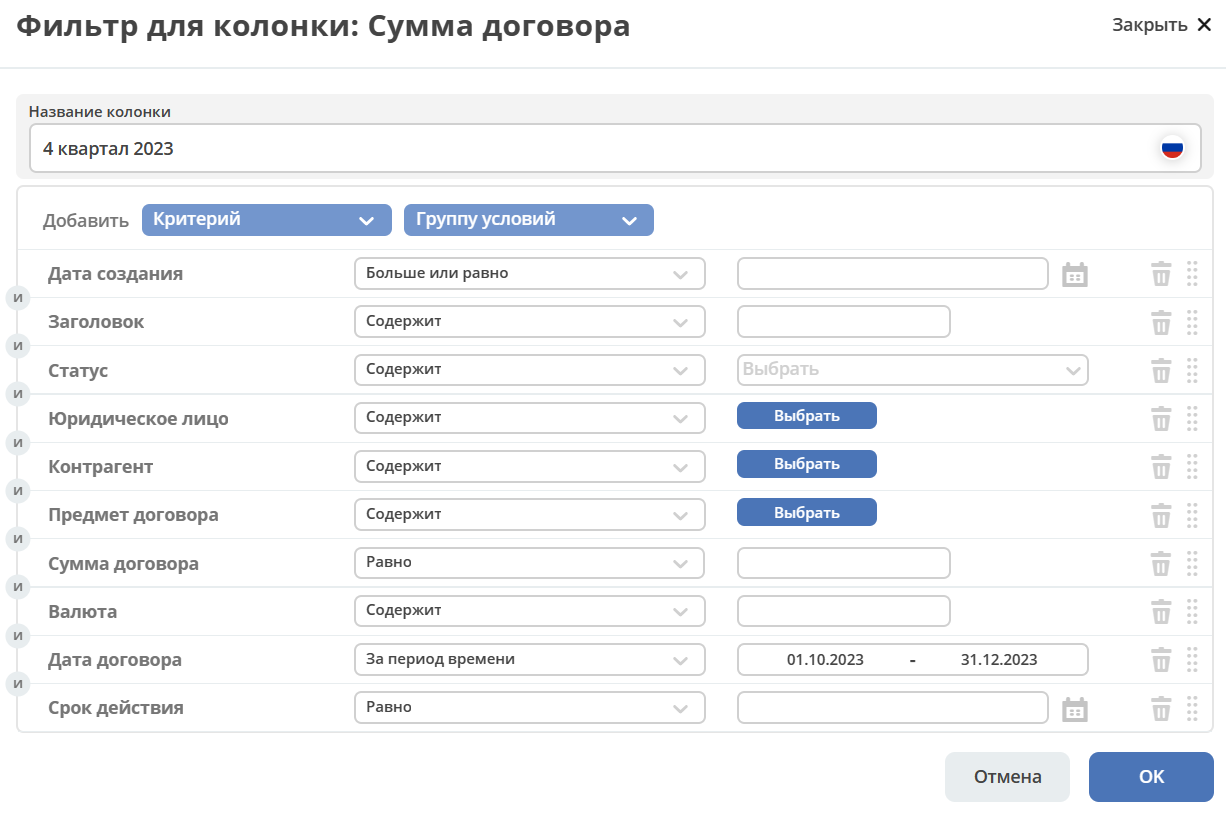 Фильтр для колонки: Сумма договора
Закрыть
Название колонки
4 квартал 2023
Добавить Критерий Группу условий
Дата создания Больше или равно
и
Заголовок Содержит
и
Статус Содержит Выбрать
и
Юридическое лицо Содержит Выбрать
и
Контрагент Содержит Выбрать
и
Предмет договора Содержит Выбрать
и
Сумма договора Равно
и
Валюта Содержит
и
Дата договора За период времени 01.10.2023 - 31.12.2023
и
Срок действия Равно
Отмена ОК